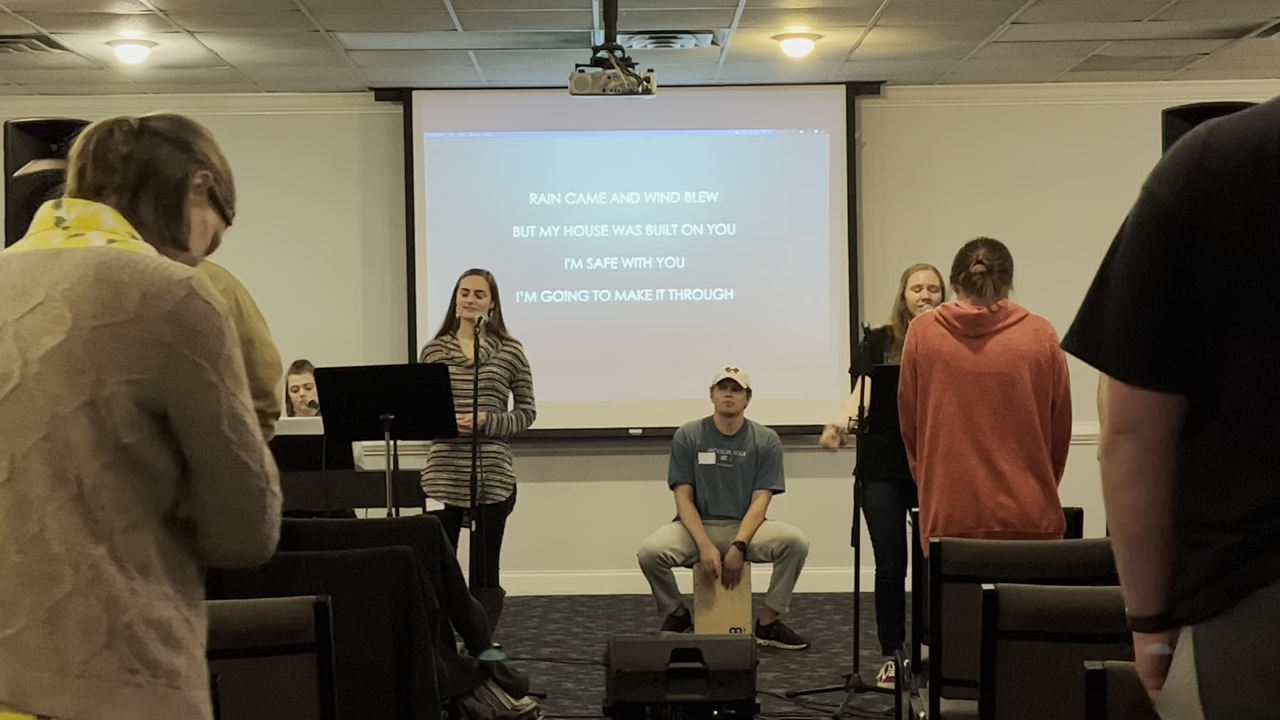 RAIN CAME AND WIND BLEW
BUT MY HOUSE WAS BUILT ON YOU
I'M SAFE WITH YOU
I'M GOING TO MAKE IT THROUGH